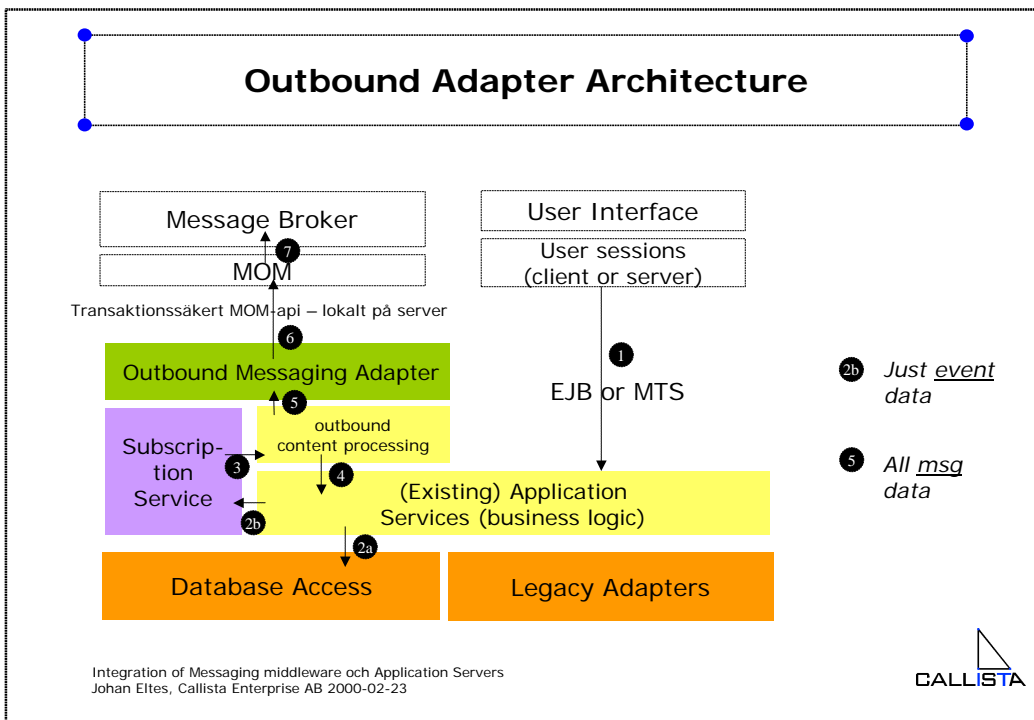 Outbound Adapter Architecture
Message Broker
7
MOM
Transaktionssäkert MOM-api – lokalt på server
6
Outbound Messaging Adapter
5
outbound
content processing
Subscrip-
tion
Service
3
4
2b
(Existing) Application
Services (business logic)
2a
Database Access
Legacy Adapters
User Interface
User sessions
(client or server)
1
EJB or MTS
2b
Just event
data
5
All msg
data
Integration of Messaging middleware och Application Servers
Johan Eltes, Callista Enterprise AB 2000-02-23
CALLISTA